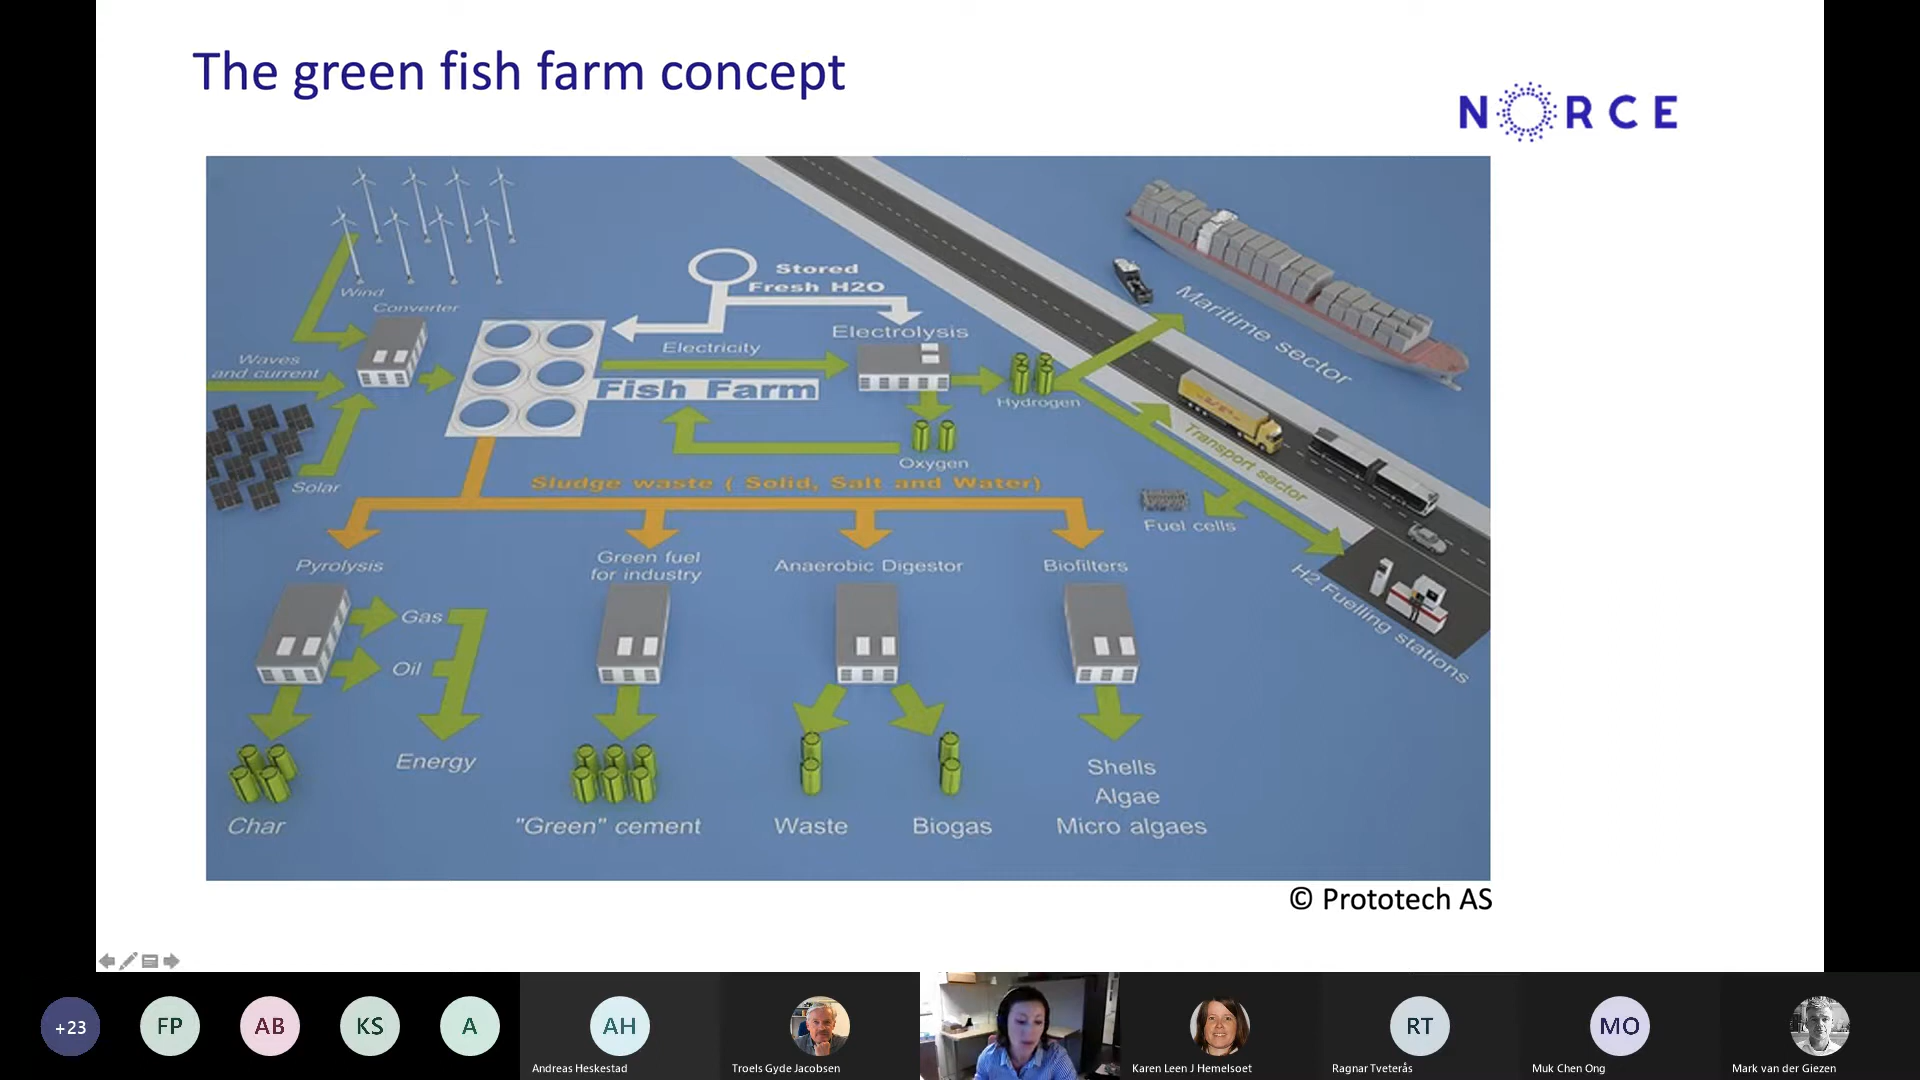 The green fish farm concept
NORCE
Wind
Converter
Waves
and current
Solar
Stored
Fresh H2O
Electrolysis
Electricity
Fish Farm
Hydrogen
Oxygen
Maritime sector
Transport sector
Fuel cells
H2 Fuelling stations
Sludge waste ( Solid, Salt and Water)
Pyrolysis
Green fuel
for industry
Anaerobic Digestor
Biofilters
Gas
Oil
Energy
Char
"Green" cement
Waste
Biogas
Shells
Algae
Micro algaes
© Prototech AS
+23
FP
AB
KS
A
AH
RT
MO
Andreas Heskestad
Troels Gyde Jacobsen
Karen Leen J Hemelsoet
Ragnar Tveterås
Muk Chen Ong
Mark van der Giezen